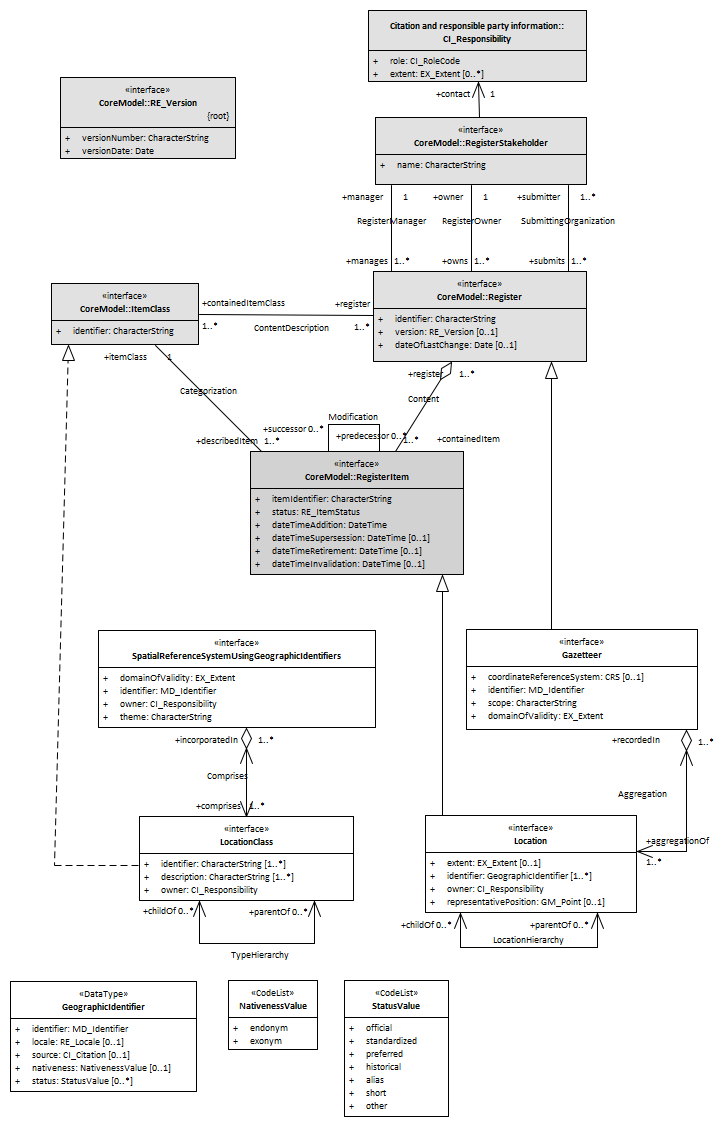 Citation and responsible party information::
CI_Responsibility
+ role: CI_RoleCode
+ extent: EX_Extent [0..*]
«interface»
CoreModel::RE_Version
{root}
+ versionNumber: CharacterString
+ versionDate: Date
+contact 1
«interface»
CoreModel::RegisterStakeholder
+ name: CharacterString
+manager 1 +owner 1 +submitter 1..*
RegisterManager RegisterOwner SubmittingOrganization
+manages 1..* +owns 1..* +submits 1..*
«interface»
CoreModel::ItemClass
+ identifier: CharacterString
+containedItemClass +register
1..* 1..*
ContentDescription
«interface»
CoreModel::Register
+ identifier: CharacterString
+ version: RE_Version [0..1]
+ dateOfLastChange: Date [0..1]
+itemClass 1
+register 1..*
Categorization
Content
Modification
+successor 0..*
+predecessor 0..*
+describedItem 1..*
1..* +containedItem
«interface»
CoreModel::RegisterItem
+ itemIdentifier: CharacterString
+ status: RE_ItemStatus
+ dateTimeAddition: DateTime
+ dateTimeSupersession: DateTime [0..1]
+ dateTimeRetirement: DateTime [0..1]
+ dateTimeInvalidation: DateTime [0..1]
«interface»
SpatialReferenceSystemUsingGeographicIdentifiers
+ domainOfValidity: EX_Extent
+ identifier: MD_Identifier
+ owner: CI_Responsibility
+ theme: CharacterString
«interface»
Gazetteer
+ coordinateReferenceSystem: CRS [0..1]
+ identifier: MD_Identifier
+ scope: CharacterString
+ domainOfValidity: EX_Extent
+incorporatedIn 1..*
+recordedIn 1..*
Comprises
Aggregation
+comprises 1..*
«interface»
LocationClass
+ identifier: CharacterString [1..*]
+ description: CharacterString [1..*]
+ owner: CI_Responsibility
«interface»
Location
+ extent: EX_Extent [0..1]
+ identifier: GeographicIdentifier [1..*]
+ owner: CI_Responsibility
+ representativePosition: GM_Point [0..1]
+aggregationOf
1..*
+childOf 0..* +parentOf 0..*
TypeHierarchy
+childOf 0..* +parentOf 0..*
LocationHierarchy
«DataType»
GeographicIdentifier
+ identifier: MD_Identifier
+ locale: RE_Locale [0..1]
+ source: CI_Citation [0..1]
+ nativeness: NativenessValue [0..1]
+ status: StatusValue [0..*]
«CodeList»
NativenessValue
+ endonym
+ exonym
«CodeList»
StatusValue
+ official
+ standardized
+ preferred
+ historical
+ alias
+ short
+ other